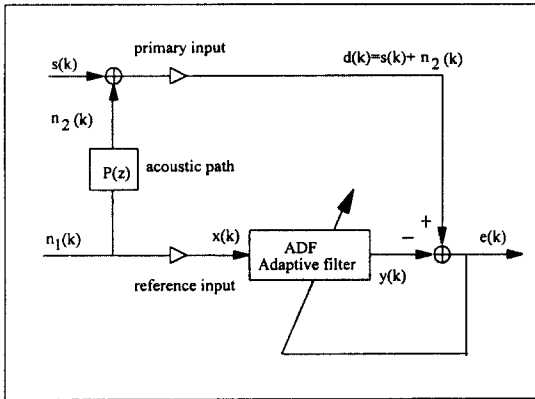 primary input
d(k)=s(k)+ n2(k)
s(k)
n2(k)
P(z)
acoustic path
n1(k)
x(k)
ADF
Adaptive filter
−
+
e(k)
y(k)
reference input